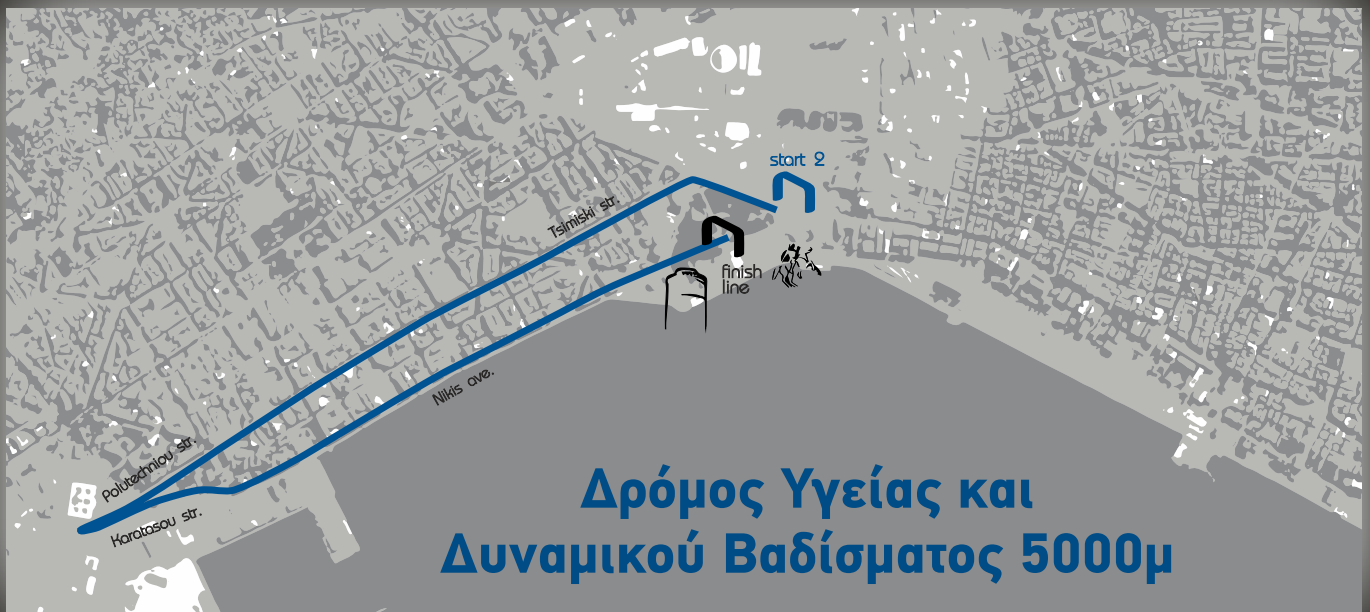 start 2
Tsimiski str.
finish
line
Nikis ave.
Polutechniou str.
Karatasou str.
Δρόμος Υγείας και
Δυναμικού Βαδίσματος 5000μ